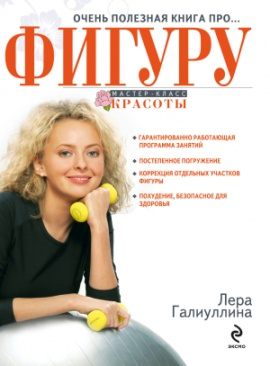 ОЧЕНЬ ПОЛЕЗНАЯ КНИГА ПРО...
ФИГУРУ
МАСТЕР-КЛАСС
КРАСОТЫ
ГАРАНТИРОВАННО РАБОТАЮЩАЯ
ПРОГРАММА ЗАНЯТИЙ
ПОСТЕПЕННОЕ ПОГРУЖЕНИЕ
КОРРЕКЦИЯ ОТДЕЛЬНЫХ УЧАСТКОВ
ФИГУРЫ
ПОХУДЕНИЕ, БЕЗОПАСНОЕ ДЛЯ
ЗДОРОВЬЯ
Лера
Галиуллина
ЭКСМО